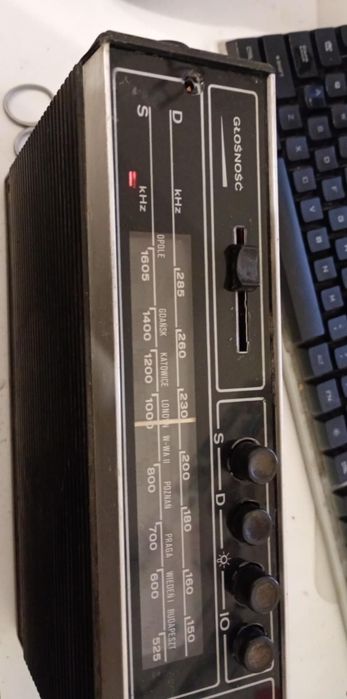 GŁOŚNOŚĆ
D kHz 285 260 230 200 180 160 150
OPOLE GDAŃSK KATOWICE LONDYN W-WA II POZNAŃ PRAGA WIEDEŃ I BUDAPESZT
S kHz 1605 1400 1200 1000 800 700 600 525
S
D
IO